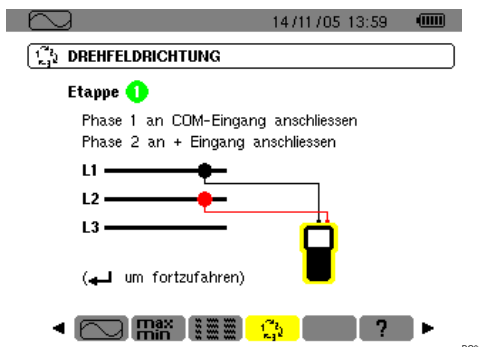 14/11/05 13:59
DREHFELDRICHTUNG
Etappe 1
Phase 1 an COM-Eingang anschliessen
Phase 2 an + Eingang anschliessen
L1
L2
L3
(↵ um fortzufahren)
max
min
?